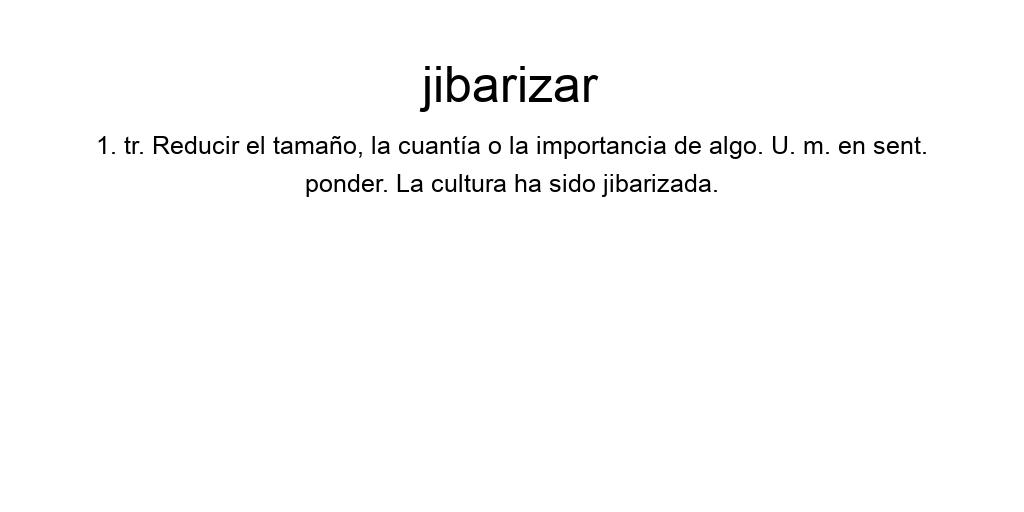 jibarizar
1. tr. Reducir el tamaño, la cuantía o la importancia de algo. U. m. en sent.
ponder. La cultura ha sido jibarizada.